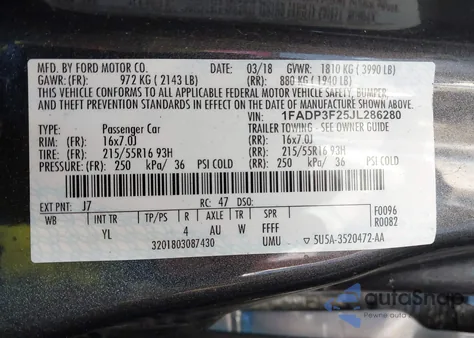 MFD. BY FORD MOTOR CO. DATE: 03/18 GVWR: 1810 KG ( 3990 LB)
GAWR: (FR): 972 KG ( 2143 LB) (RR): 880 KG ( 1940 LB)
THIS VEHICLE CONFORMS TO ALL APPLICABLE FEDERAL MOTOR VEHICLE SAFETY, BUMPER,
AND THEFT PREVENTION STANDARDS IN EFFECT ON THE DATE OF MANUFACTURE SHOWN ABOVE.
VIN: 1FADP3F25JL286280
TYPE: Passenger Car TRAILER TOWING - SEE OWNERS GUIDE
RIM: (FR): 16x7.0J (RR): 16x7.0J
TIRE: (FR): 215/55R16 93H (RR): 215/55R16 93H
PRESSURE: (FR): 250 kPa/ 36 PSI COLD (RR): 250 kPa/ 36 PSI COLD
EXT PNT: J7 RC: 47 DSO: F0096
WB INT TR TP/PS R AXLE TR SPR R0082
YL 4 AU W FFFF
3201803087430 UMU ▽ 5U5A-3520472-AA
autoSnap
Pewne auto